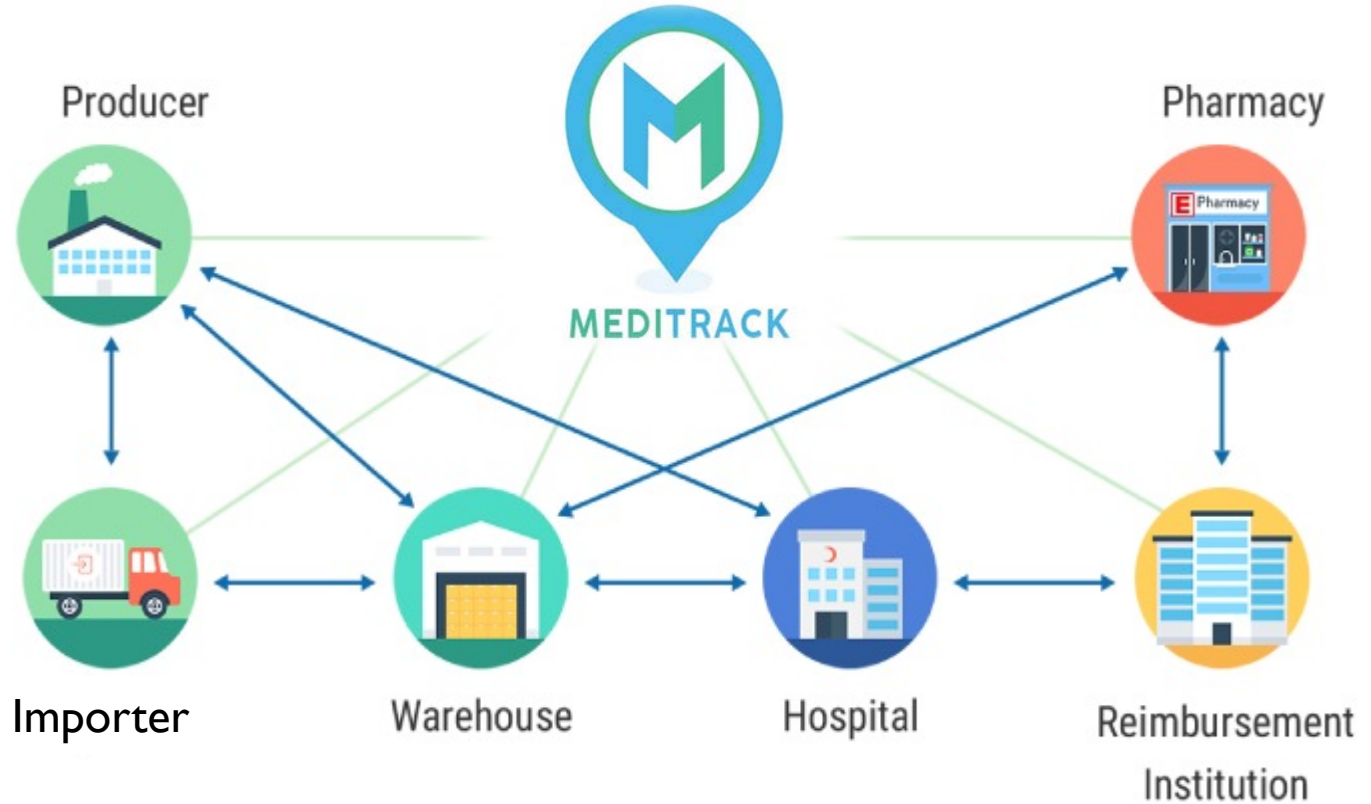 Producer
Pharmacy
M
E Pharmacy
MEDITRACK
Importer
Warehouse
Hospital
Reimbursement
Institution